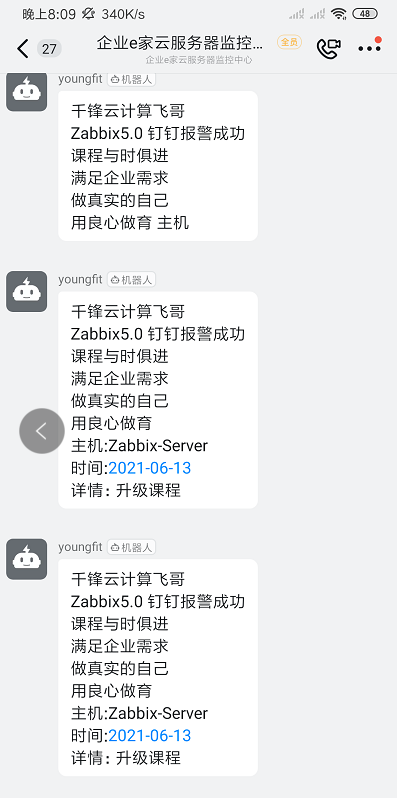 晚上8:09 340K/s 48
27 企业e家云服务器监控... 全员
企业e家云服务器监控中心
youngfit 机器人
千锋云计算飞哥
Zabbix5.0 钉钉报警成功
课程与时俱进
满足企业需求
做真实的自己
用良心做育 主机
youngfit 机器人
千锋云计算飞哥
Zabbix5.0 钉钉报警成功
课程与时俱进
满足企业需求
做真实的自己
用良心做育
主机:Zabbix-Server
时间:2021-06-13
详情: 升级课程
youngfit 机器人
千锋云计算飞哥
Zabbix5.0 钉钉报警成功
课程与时俱进
满足企业需求
做真实的自己
用良心做育
主机:Zabbix-Server
时间:2021-06-13
详情: 升级课程